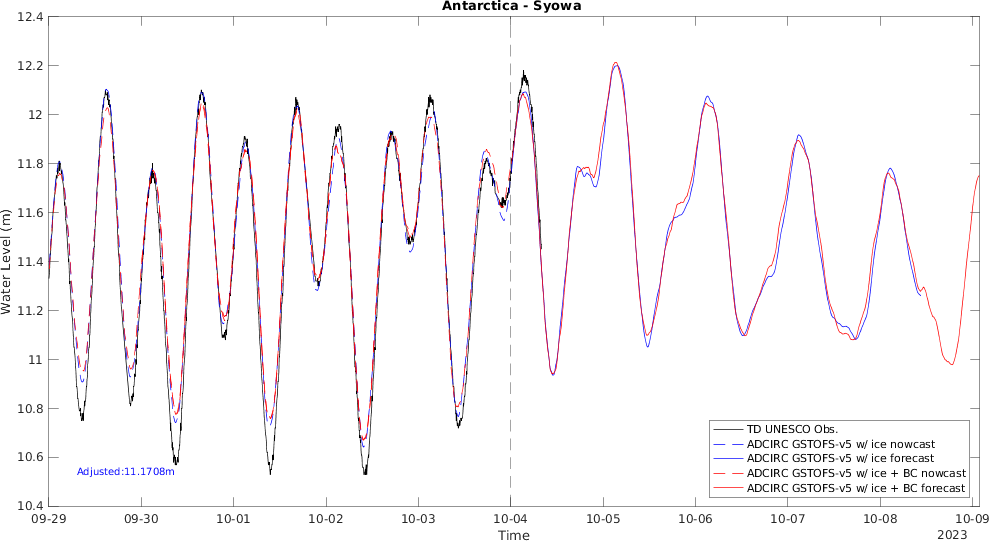 Antarctica - Syowa
12.4
12.2
12
11.8
11.6
11.4
11.2
11
10.8
10.6
10.4
Water Level (m)
Adjusted:11.1708m
TD UNESCO Obs.
ADCIRC GSTOFS-v5 w/ ice nowcast
ADCIRC GSTOFS-v5 w/ ice forecast
ADCIRC GSTOFS-v5 w/ ice + BC nowcast
ADCIRC GSTOFS-v5 w/ ice + BC forecast
09-29 09-30 10-01 10-02 10-03 10-04 10-05 10-06 10-07 10-08 10-09
Time
2023